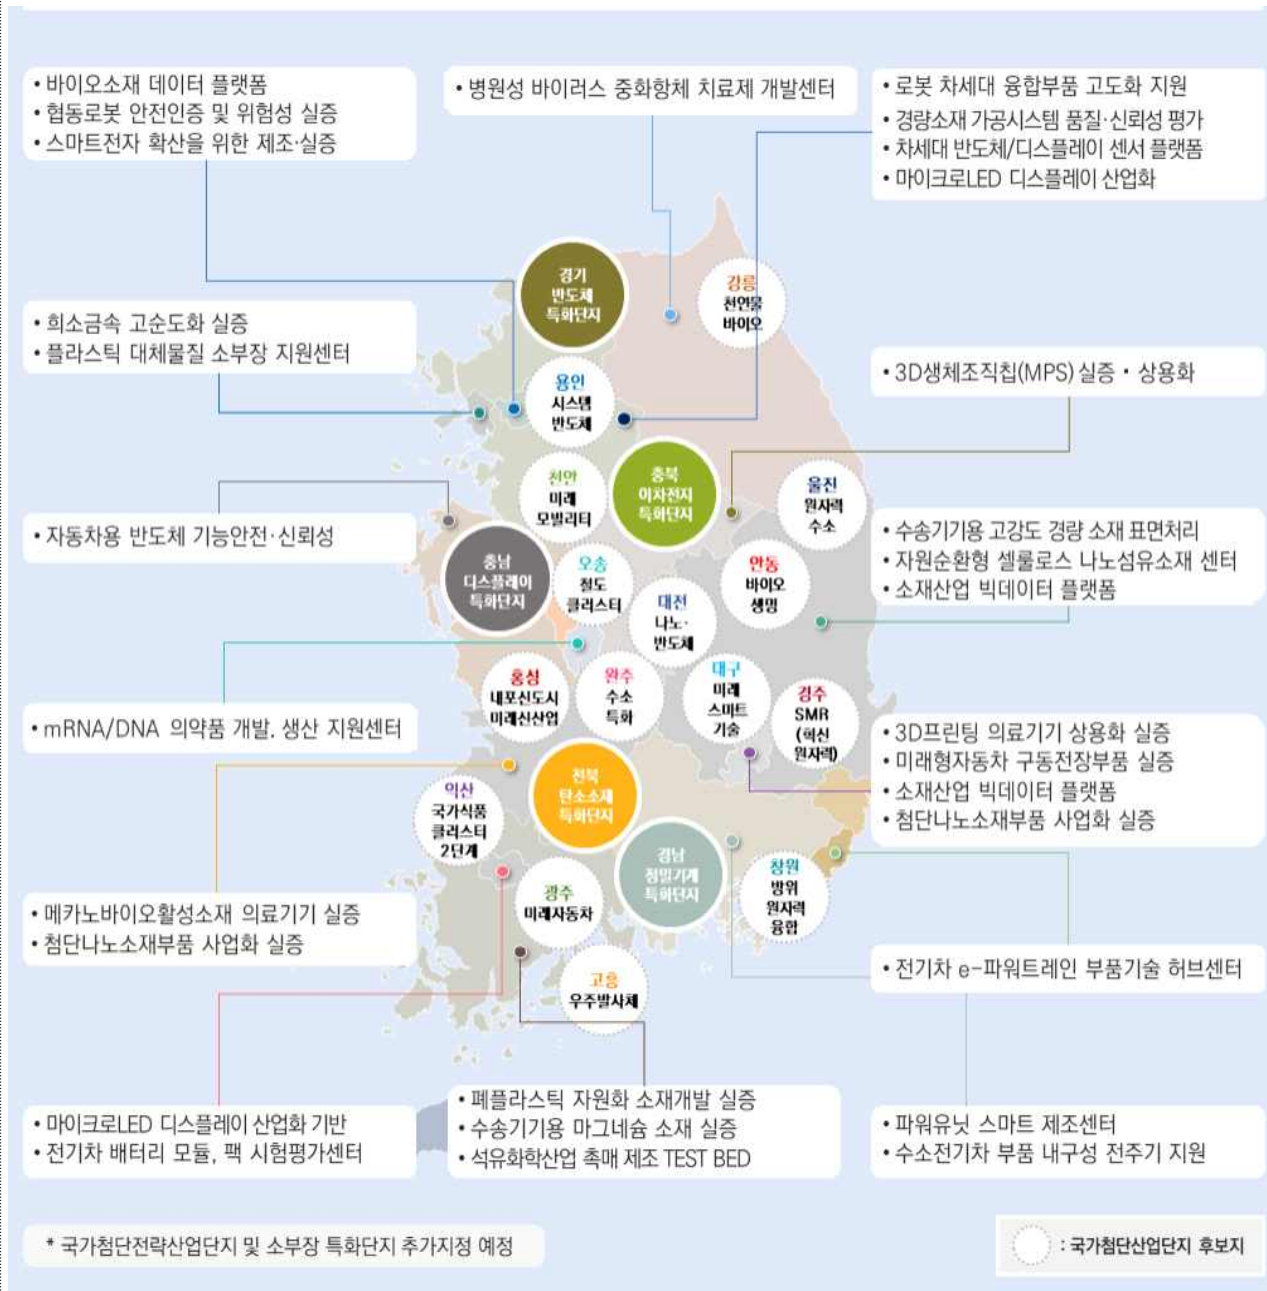 • 바이오소재 데이터 플랫폼
• 협동로봇 안전인증 및 위험성 실증
• 스마트전자 확산을 위한 제조·실증
• 병원성 바이러스 중화항체 치료제 개발센터
• 로봇 차세대 융합부품 고도화 지원
• 경량소재 가공시스템 품질·신뢰성 평가
• 차세대 반도체/디스플레이 센서 플랫폼
• 마이크로LED 디스플레이 산업화
경기
반도체
특화단지
강릉
천연물
바이오
• 희소금속 고순도화 실증
• 플라스틱 대체물질 소부장 지원센터
용인
시스템
반도체
• 3D생체조직칩(MPS) 실증 · 상용화
천안
미래
모빌리티
충북
이차전지
특화단지
울진
원자력
수소
• 자동차용 반도체 기능안전·신뢰성
충남
디스플레이
특화단지
오송
철도
클러스터
대전
나노·
반도체
안동
바이오
생명
• 수송기기용 고강도 경량 소재 표면처리
• 자원순환형 셀룰로스 나노섬유소재 센터
• 소재산업 빅데이터 플랫폼
홍성
내포신도시
미래신산업
완주
수소
특화
대구
미래
스마트
기술
경주
SMR
(혁신
원자력)
• mRNA/DNA 의약품 개발. 생산 지원센터
• 3D프린팅 의료기기 상용화 실증
• 미래형자동차 구동전장부품 실증
• 소재산업 빅데이터 플랫폼
• 첨단나노소재부품 사업화 실증
익산
국가식품
클러스터
2단계
전북
탄소소재
특화단지
경남
정밀기계
특화단지
창원
방위
원자력
융합
광주
미래자동차
• 메카노바이오활성소재 의료기기 실증
• 첨단나노소재부품 사업화 실증
고흥
우주발사체
• 전기차 e-파워트레인 부품기술 허브센터
• 마이크로LED 디스플레이 산업화 기반
• 전기차 배터리 모듈, 팩 시험평가센터
• 폐플라스틱 자원화 소재개발 실증
• 수송기기용 마그네슘 소재 실증
• 석유화학산업 촉매 제조 TEST BED
• 파워유닛 스마트 제조센터
• 수소전기차 부품 내구성 전주기 지원
* 국가첨단전략산업단지 및 소부장 특화단지 추가지정 예정
: 국가첨단산업단지 후보지